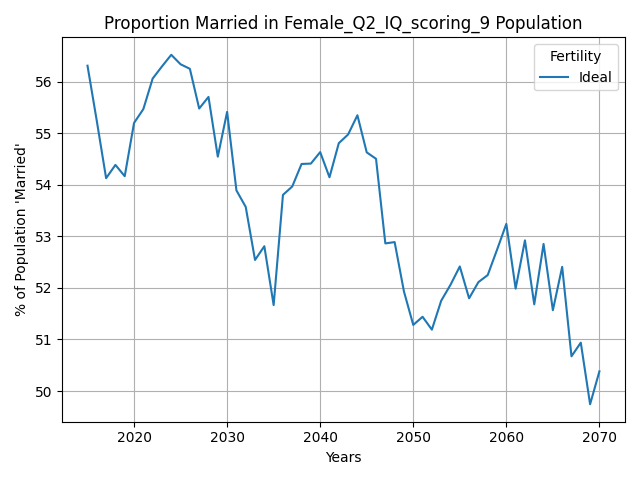 Proportion Married in Female_Q2_IQ_scoring_9 Population
Fertility
Ideal
% of Population 'Married'
56
55
54
53
52
51
50
2020 2030 2040 2050 2060 2070
Years